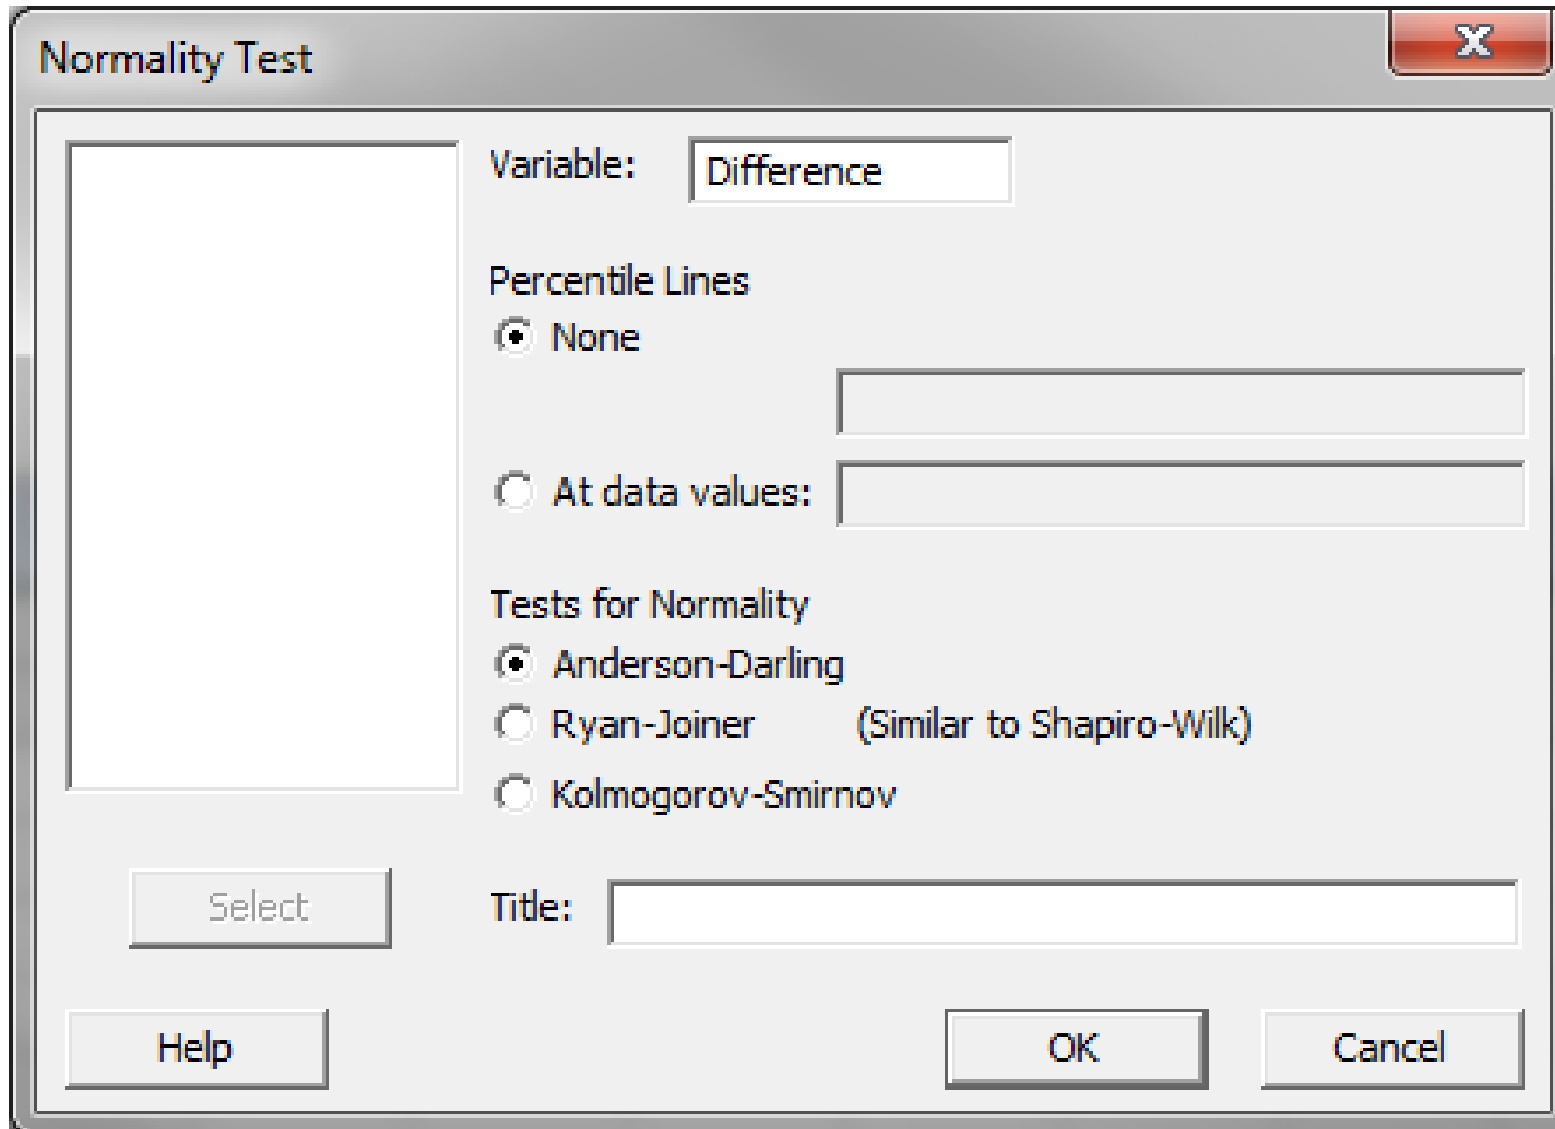 Normality Test
Variable: Difference
Percentile Lines
None
At data values:
Tests for Normality
Anderson-Darling
Ryan-Joiner (Similar to Shapiro-Wilk)
Kolmogorov-Smirnov
Select
Title:
Help OK Cancel